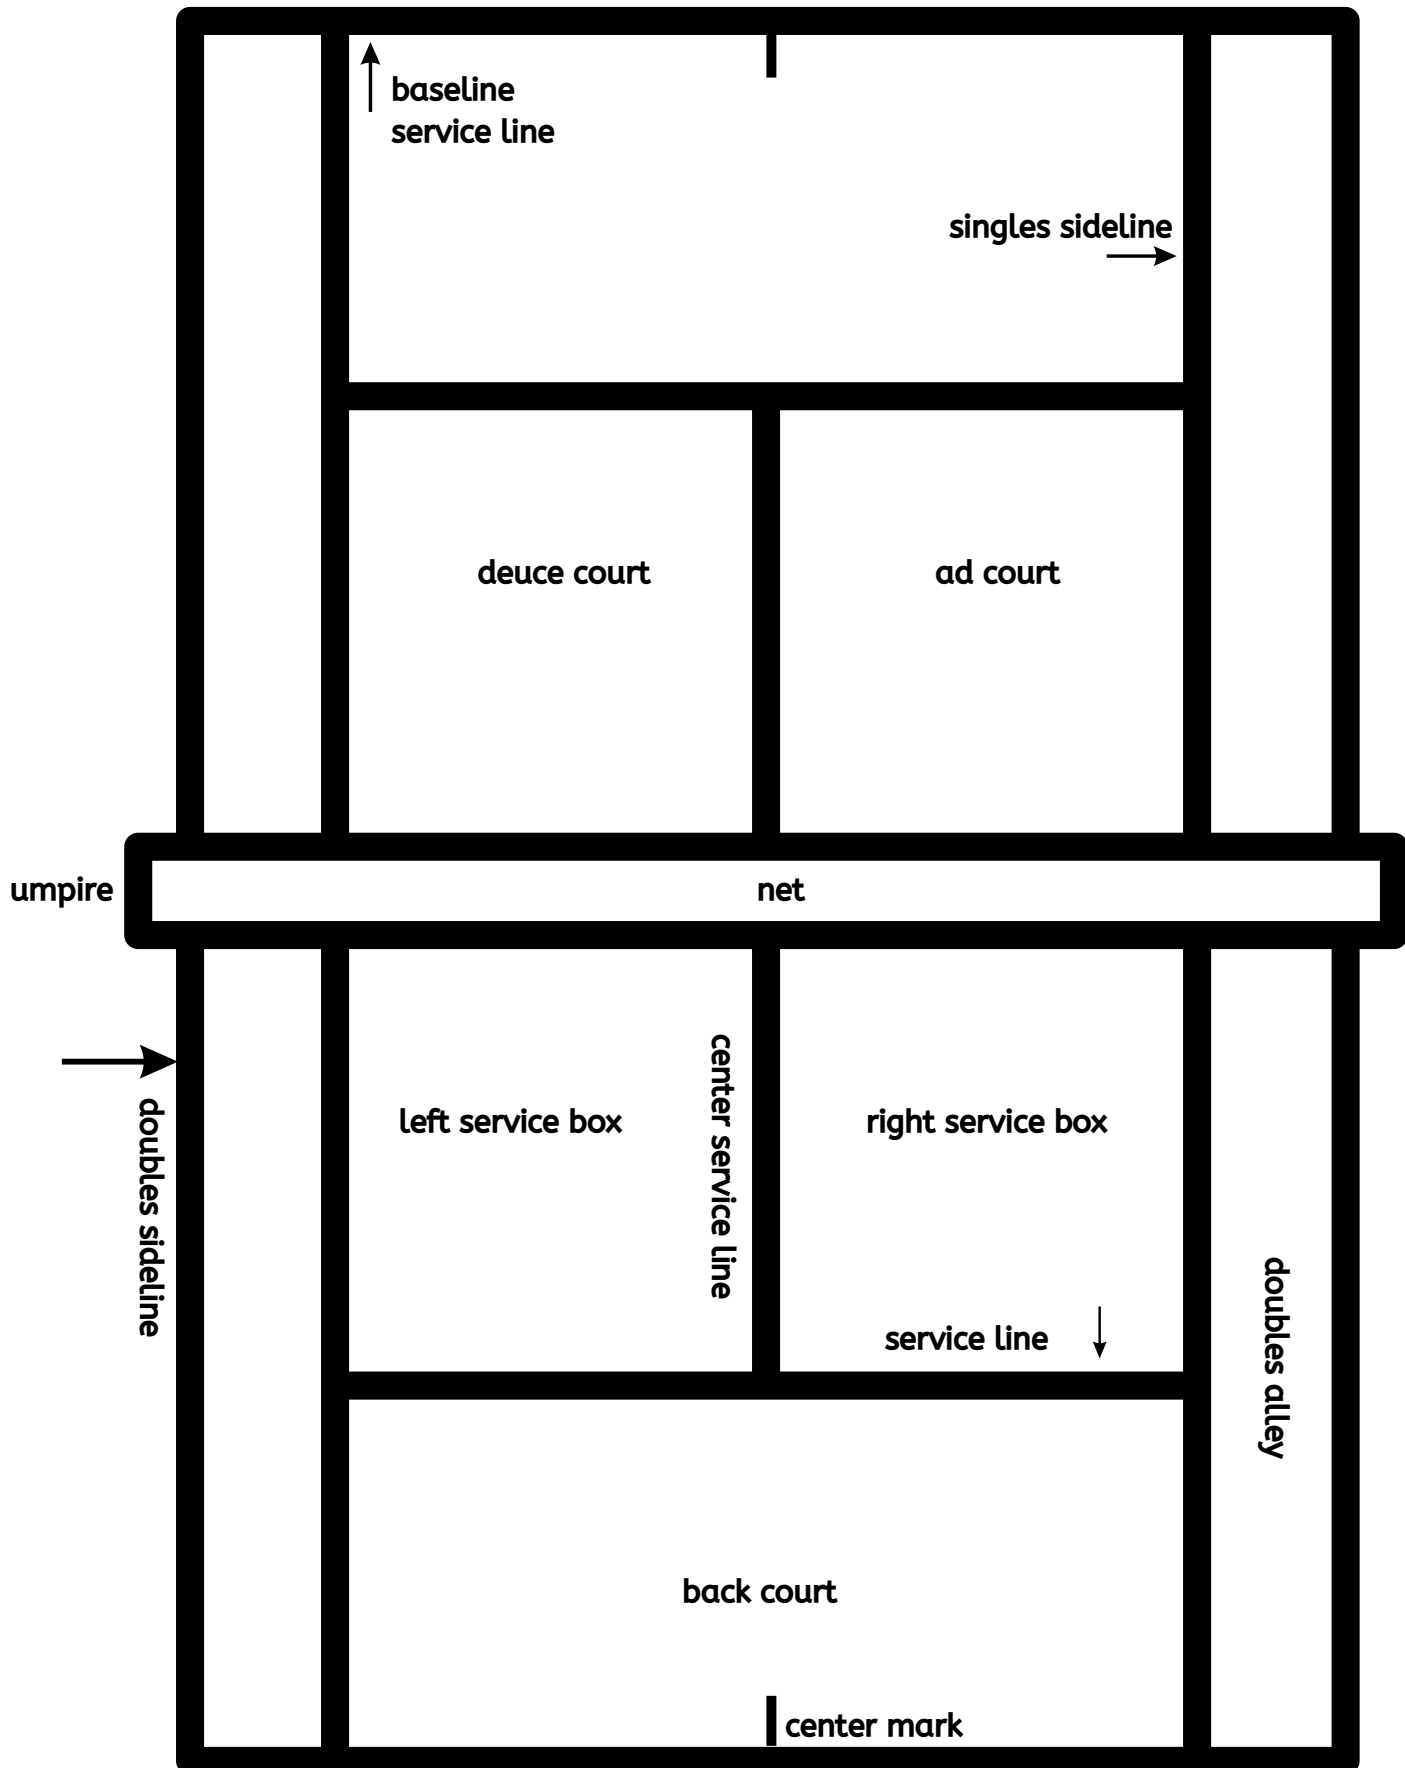 baseline
service line
singles sideline
deuce court
ad court
umpire
net
doubles sideline
left service box
center service line
right service box
service line
doubles alley
back court
center mark